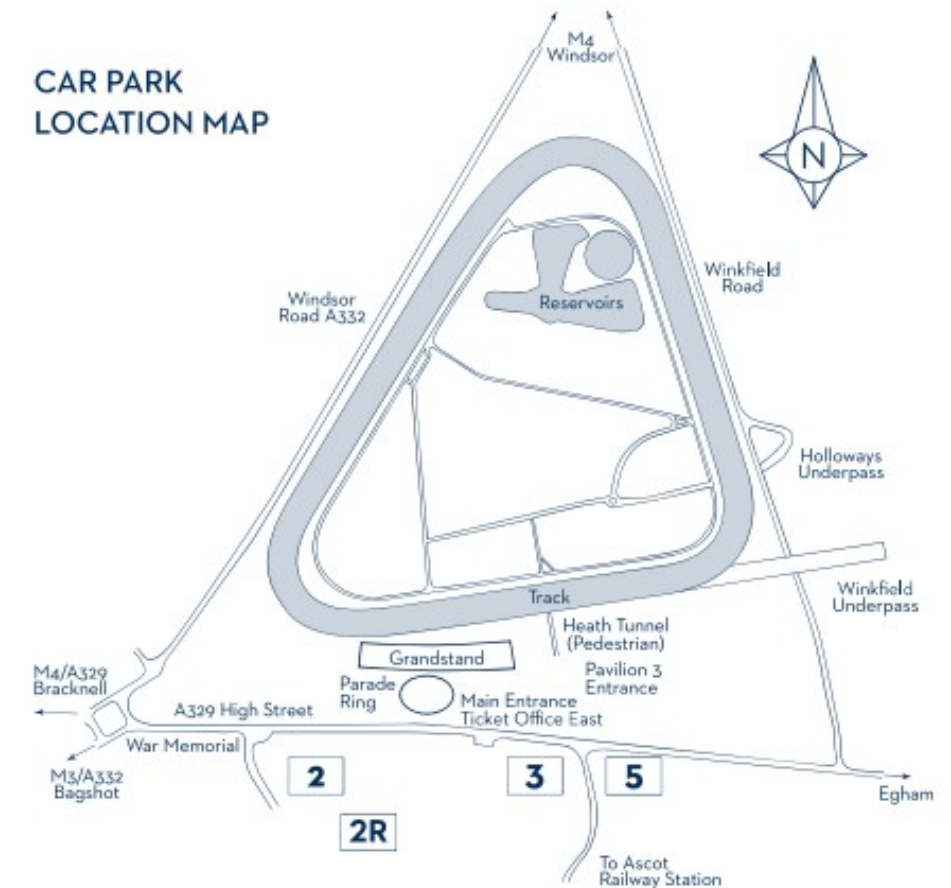 CAR PARK
LOCATION MAP
M4
Windsor
N
Windsor
Road A332
Winkfield
Road
Reservoirs
Holloways
Underpass
Winkfield
Underpass
Track
Heath Tunnel
(Pedestrian)
Grandstand
Pavilion 3
Entrance
M4/A329
Bracknell
Parade
Ring
Main Entrance
Ticket Office East
A329 High Street
War Memorial
M3/A332
Bagshot
2
3
5
Egham
2R
To Ascot
Railway Station